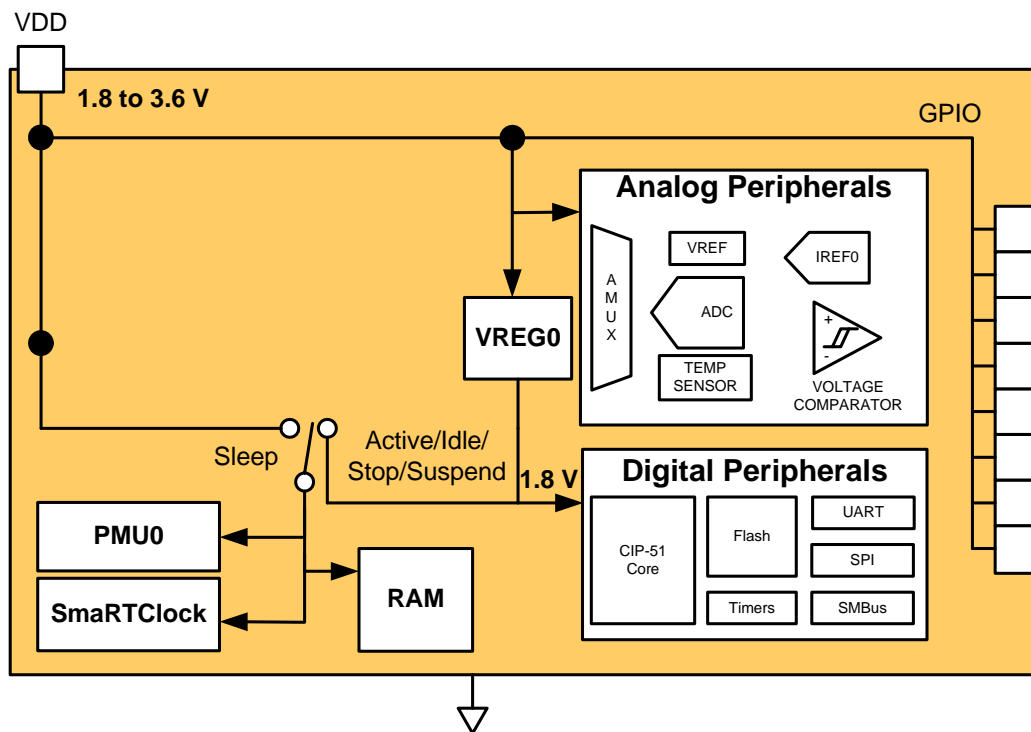 VDD
1.8 to 3.6 V
GPIO
Analog Peripherals
AMUX
VREF
IREF0
ADC
TEMP
SENSOR
+
-
VOLTAGE
COMPARATOR
VREG0
Sleep
Active/Idle/
Stop/Suspend
1.8 V
Digital Peripherals
CIP-51
Core
Flash
Timers
UART
SPI
SMBus
PMU0
SmaRTClock
RAM